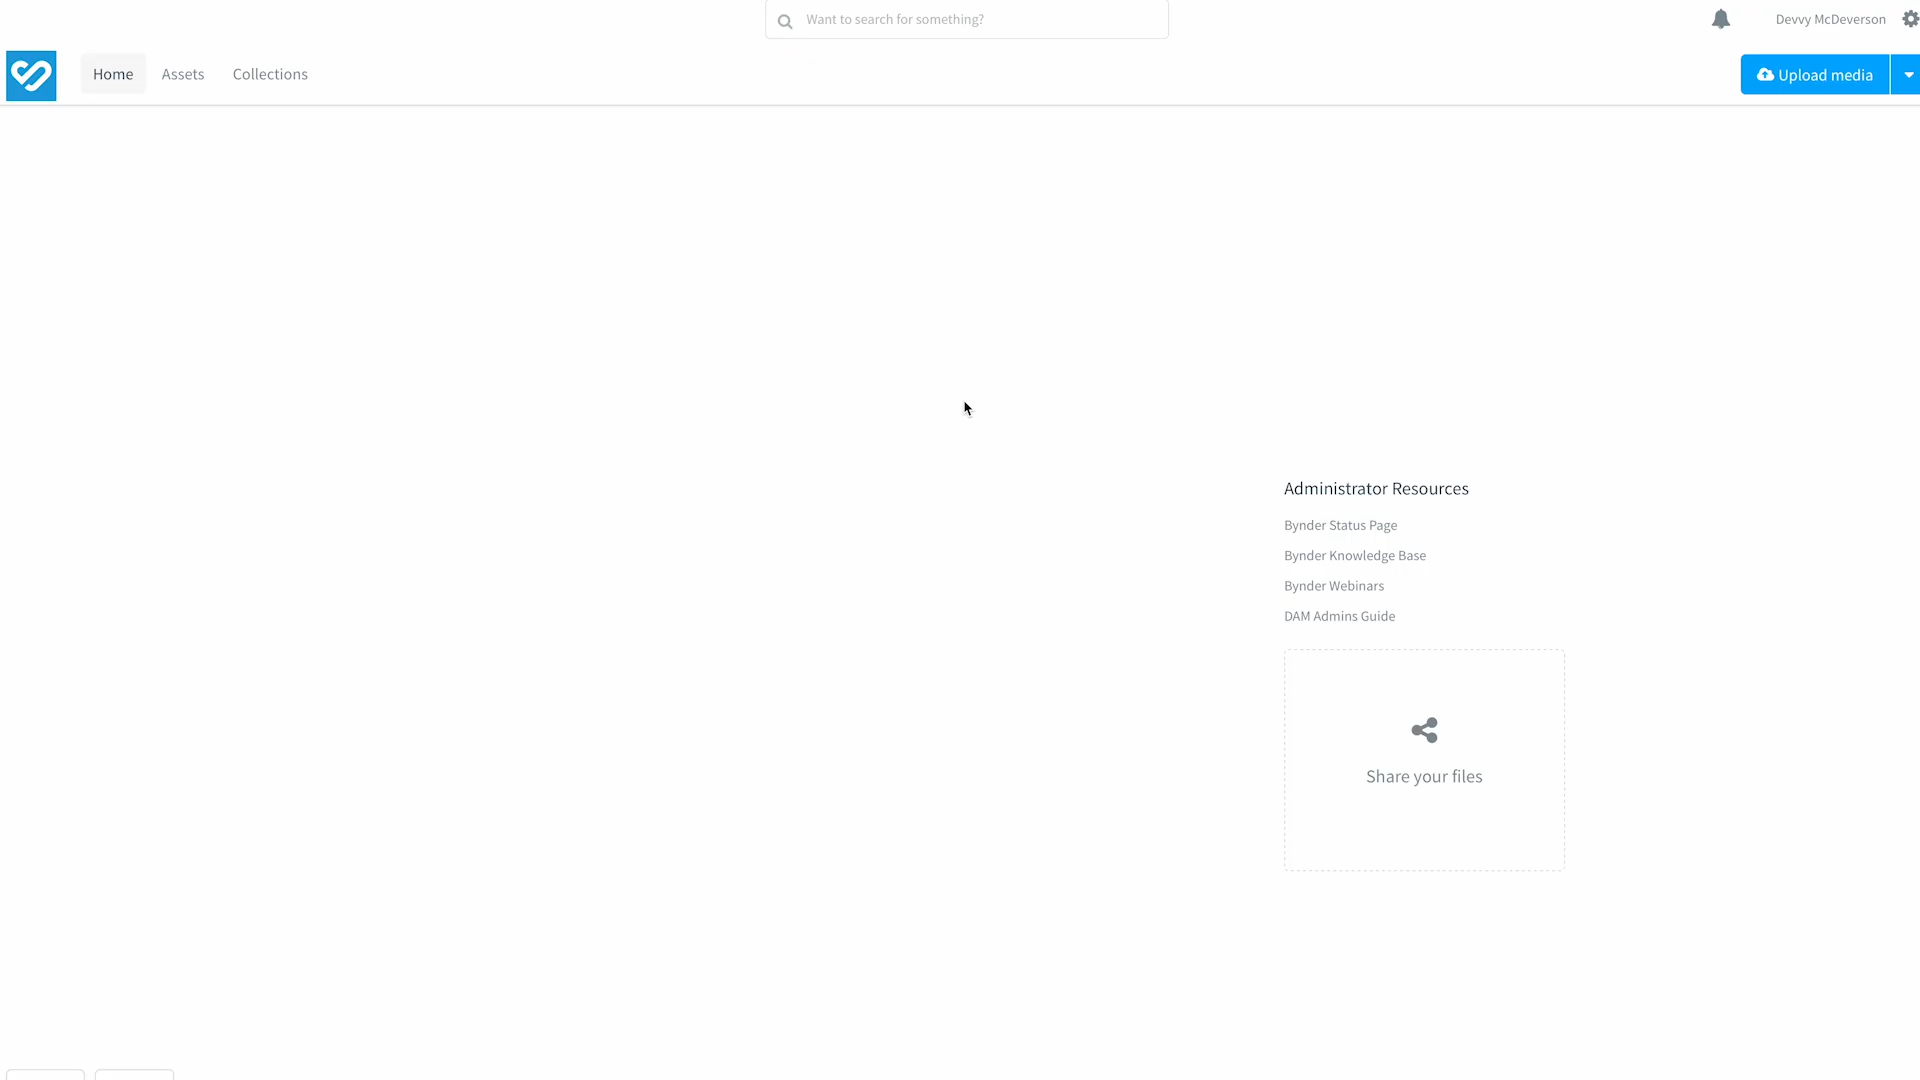 Want to search for something?
Devvy McDeverson
Home
Assets
Collections
Upload media
Administrator Resources
Bynder Status Page
Bynder Knowledge Base
Bynder Webinars
DAM Admins Guide
Share your files